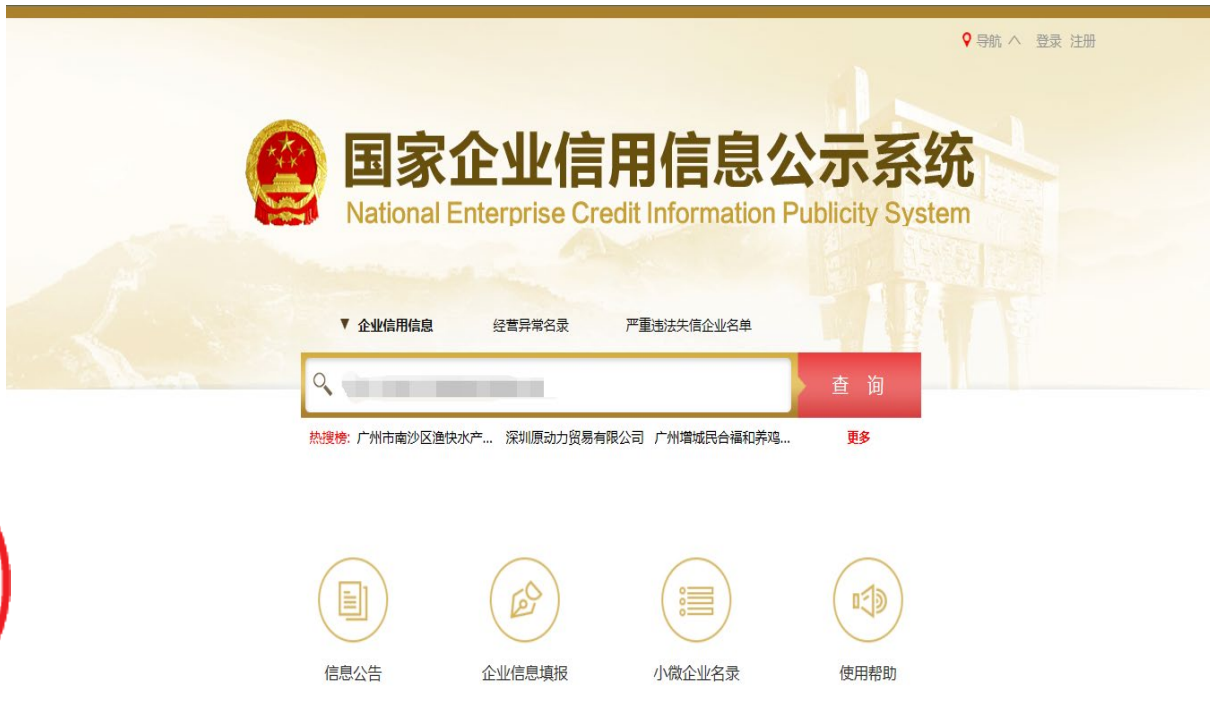 导航 登录 注册
国家企业信用信息公示系统
National Enterprise Credit Information Publicity System
企业信用信息 经营异常名录 严重违法失信企业名单
查 询
热搜榜: 广州市南沙区渔快水产... 深圳原动力贸易有限公司 广州增城民合福和养鸡... 更多
信息公告 企业信息填报 小微企业名录 使用帮助